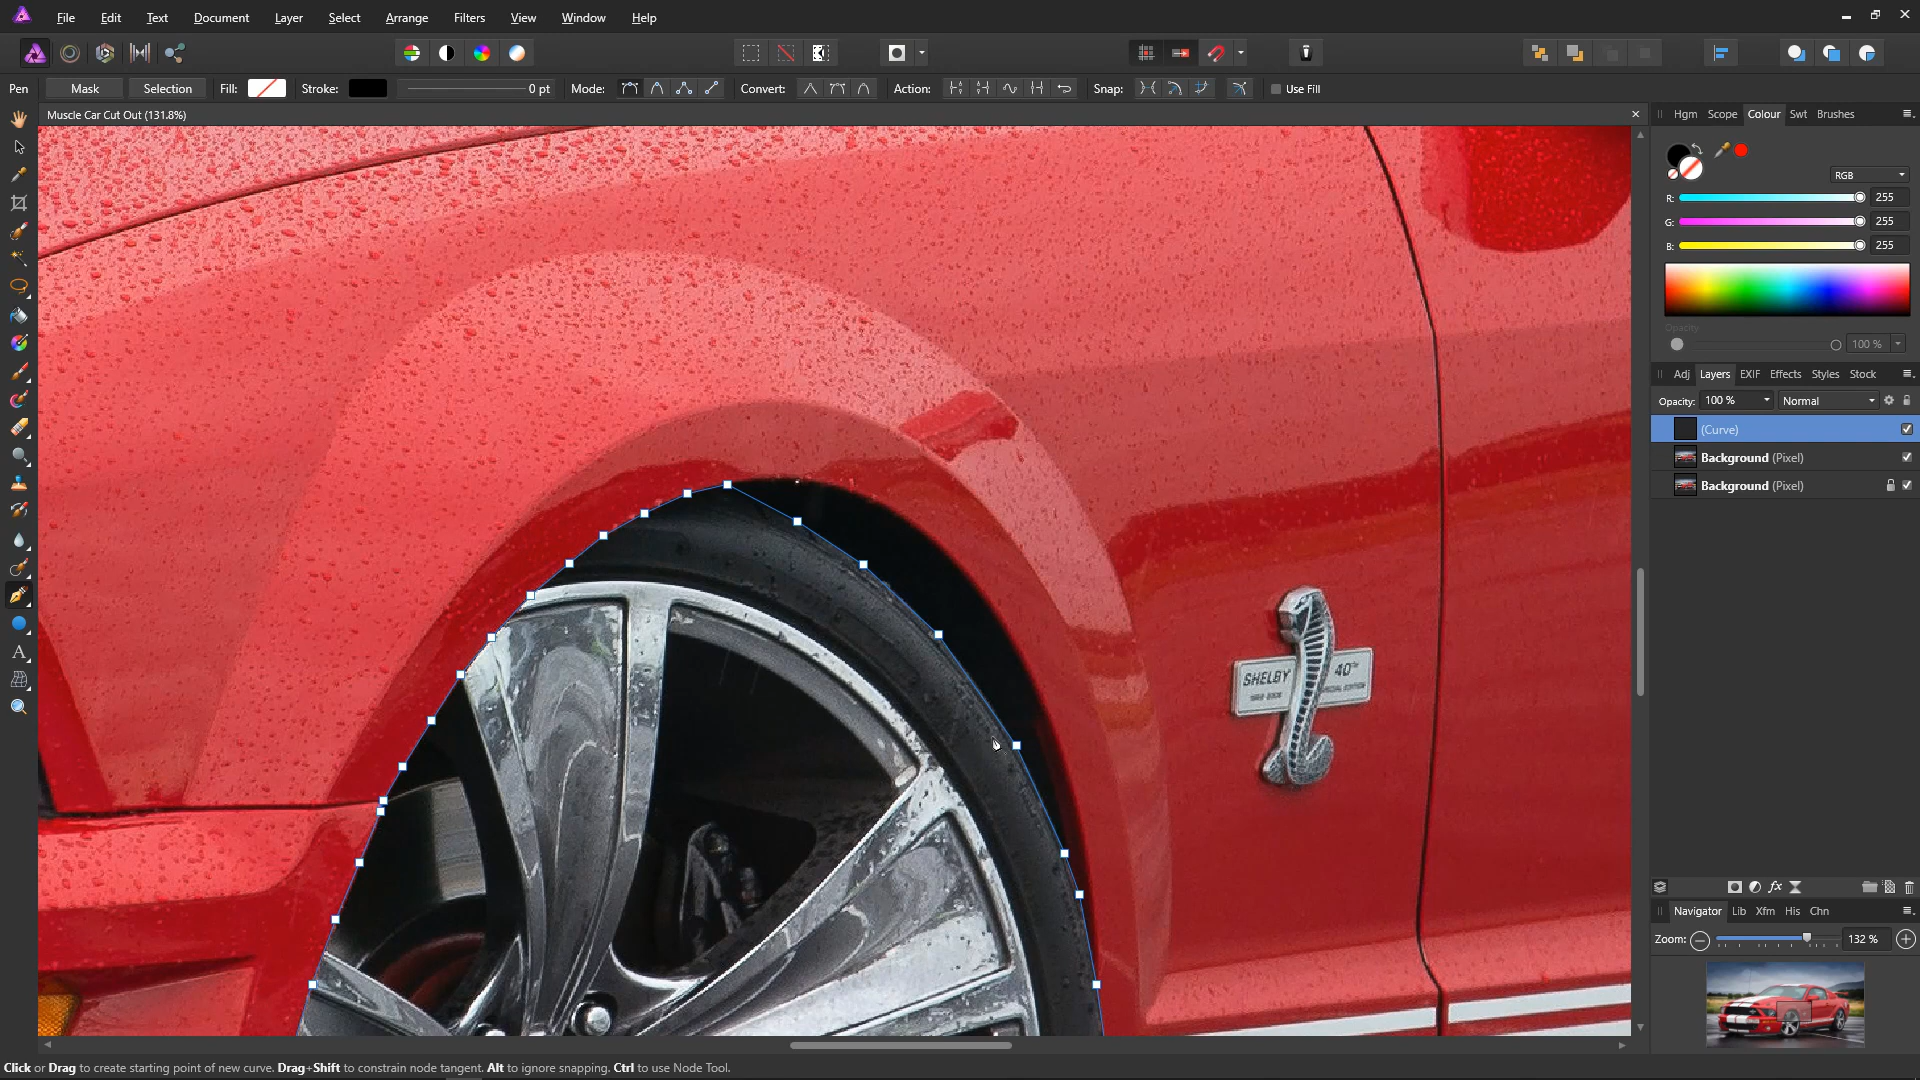 File Edit Text Document Layer Select Arrange Filters View Window Help
Pen Mask Selection Fill: Stroke: 0 pt Mode: Convert: Action: Snap: Use Fill
Muscle Car Cut Out (131.8%)
Hgm Scope Colour Swt Brushes
RGB
R: 255
G: 255
B: 255
Opacity
100 %
Adj Layers EXIF Effects Styles Stock
Opacity: 100 % Normal
(Curve)
Background (Pixel)
Background (Pixel)
SHELBY 40
Navigator Lib Xfm His Chn
Zoom: 132 %
Click or Drag to create starting point of new curve. Drag+Shift to constrain node tangent. Alt to ignore snapping. Ctrl to use Node Tool.